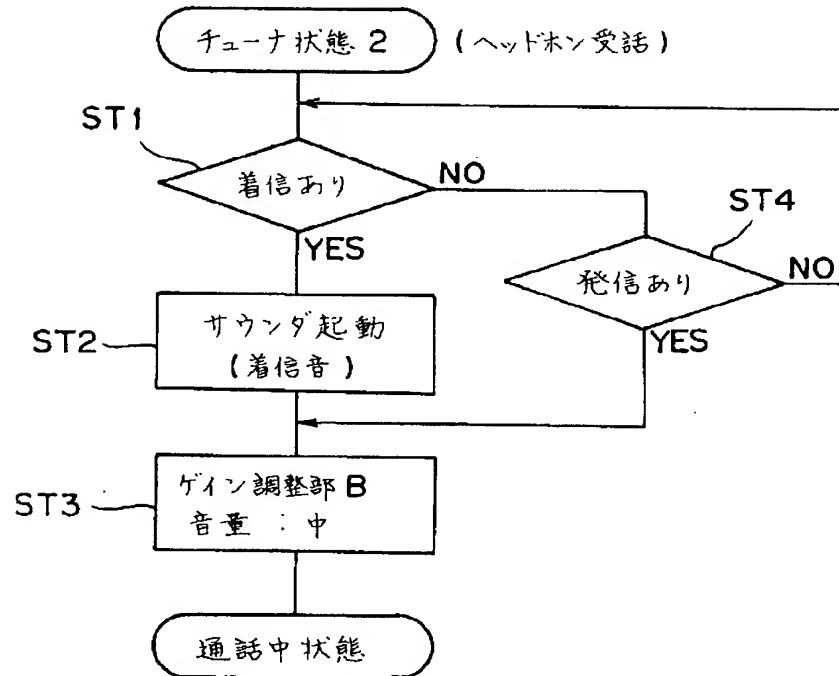 チューナ状態 2 (ヘッドホン受話)
ST1
着信あり
NO
YES
ST4
発信あり
NO
YES
ST2
サウンダ起動
(着信音)
ST3
ゲイン調整部 B
音量 : 中
通話中状態